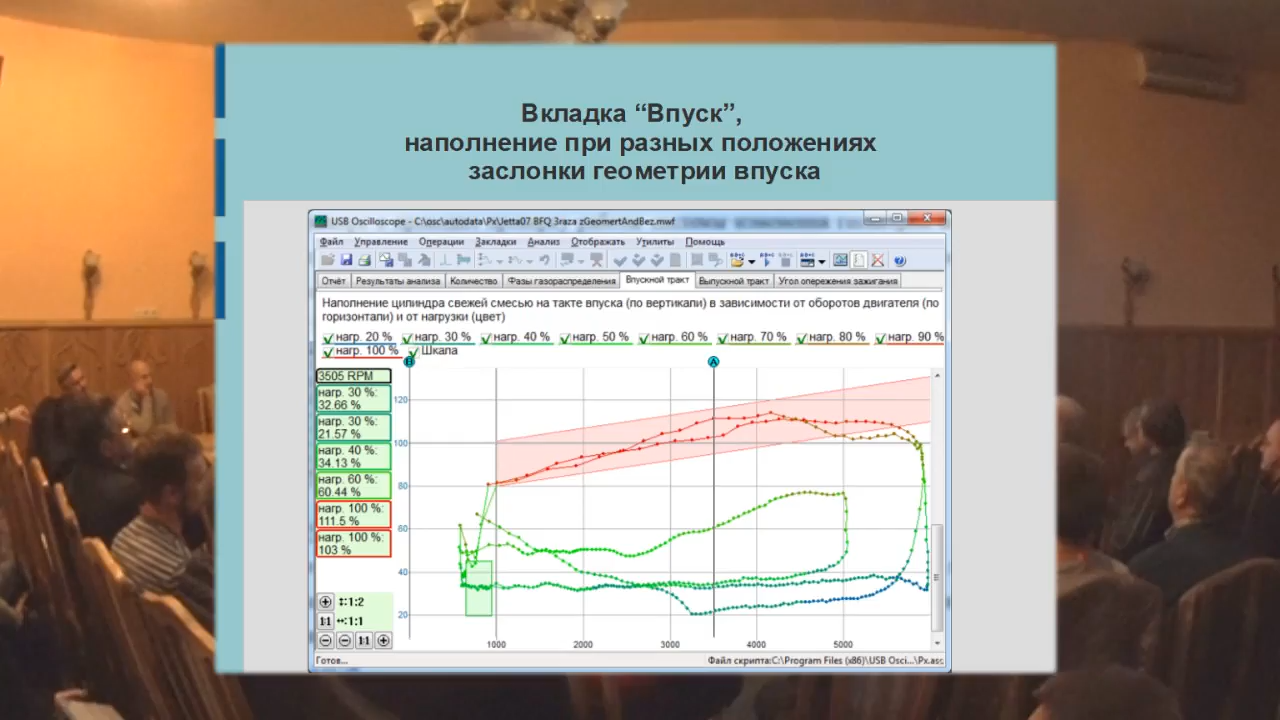 Вкладка “Впуск”,
наполнение при разных положениях
заслонки геометрии впуска
USB Oscilloscope - C:\osc\autodata\Px\Jetta07 BFQ 3raza zGeomertAndBez.mwf
Файл Управление Операции Закладки Анализ Отображать Утилиты Помощь
Отчёт Результаты анализа Количество Фазы газораспределения Впускной тракт Выпускной тракт Угол опережения зажигания
Наполнение цилиндра свежей смесью на такте впуска (по вертикали) в зависимости от оборотов двигателя (по
горизонтали) и от нагрузки (цвет)
нагр. 20 % нагр. 30 % нагр. 40 % нагр. 50 % нагр. 60 % нагр. 70 % нагр. 80 % нагр. 90 %
нагр. 100 % Шкала
B A
3505 RPM
нагр. 30 %:
32.66 %
нагр. 30 %:
21.57 %
нагр. 40 %:
34.13 %
нагр. 60 %:
60.44 %
нагр. 100 %:
111.5 %
нагр. 100 %:
103 %
120
100
80
60
40
20
1:2
1:1 1:1
1:1
1000 2000 3000 4000 5000
Готов... Файл скрипта:C:\Program Files (x86)\USB Osci...\Px.asc